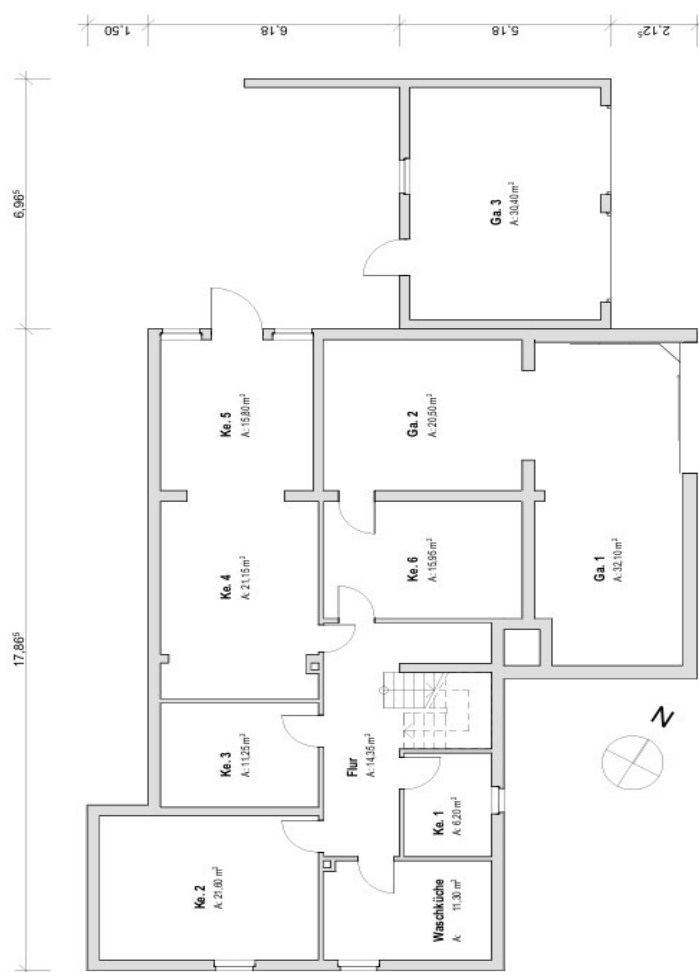 1,50
6,18
5,18
2,12⁵
6,96⁵
17,86⁵
Ga. 3
A: 30,40 m²
Ke. 5
A: 15,80 m²
Ga. 2
A: 20,50 m²
Ke. 4
A: 21,15 m²
Ke. 6
A: 15,95 m²
Ga. 1
A: 32,10 m²
Ke. 3
A: 11,25 m²
Flur
A: 14,35 m²
Ke. 1
A: 6,20 m²
Ke. 2
A: 21,60 m²
Waschküche
A: 11,30 m²
N